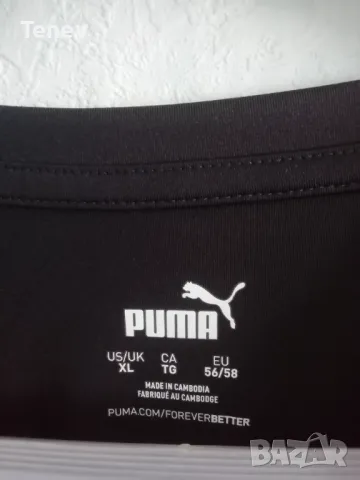 Tenev
PUMA
US/UK CA EU
XL TG 56/58
MADE IN CAMBODIA
FABRIQUÉ AU CAMBODGE
PUMA.COM/FOREVERBETTER
BAZAR